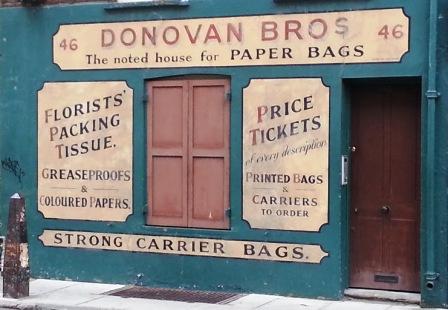 46 DONOVAN BROS 46
The noted house for PAPER BAGS
FLORISTS'
PACKING
TISSUE.
GREASEPROOFS
&
COLOURED PAPERS.
PRICE
TICKETS
of every description
PRINTED BAGS
&
CARRIERS
TO ORDER
STRONG CARRIER BAGS.